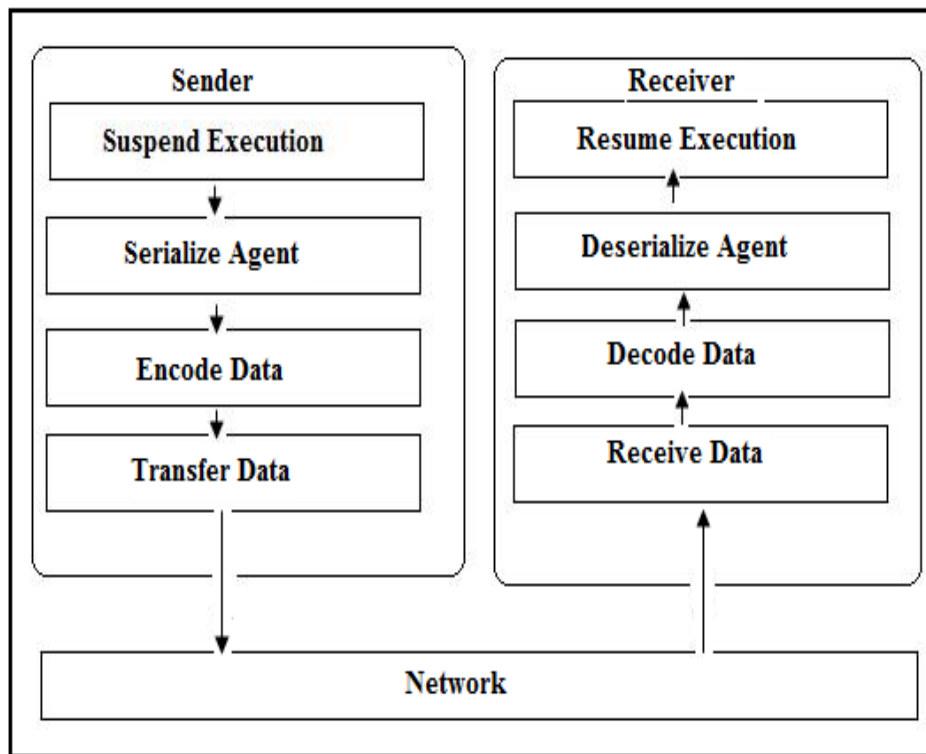 Sender
Suspend Execution
Serialize Agent
Encode Data
Transfer Data
Receiver
Resume Execution
Deserialize Agent
Decode Data
Receive Data
Network